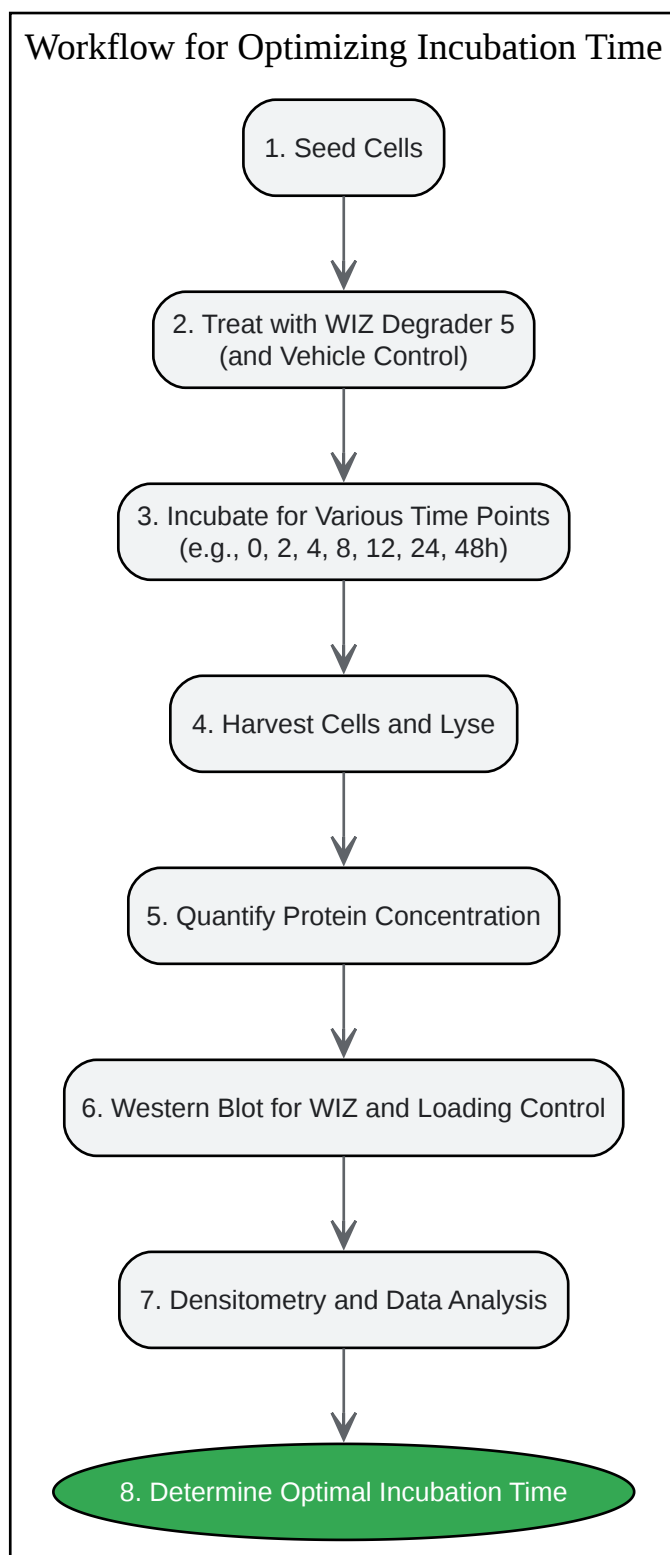 Workflow for Optimizing Incubation Time
1. Seed Cells
2. Treat with WIZ Degrader 5
(and Vehicle Control)
3. Incubate for Various Time Points
(e.g., 0, 2, 4, 8, 12, 24, 48h)
4. Harvest Cells and Lyse
5. Quantify Protein Concentration
6. Western Blot for WIZ and Loading Control
7. Densitometry and Data Analysis
8. Determine Optimal Incubation Time